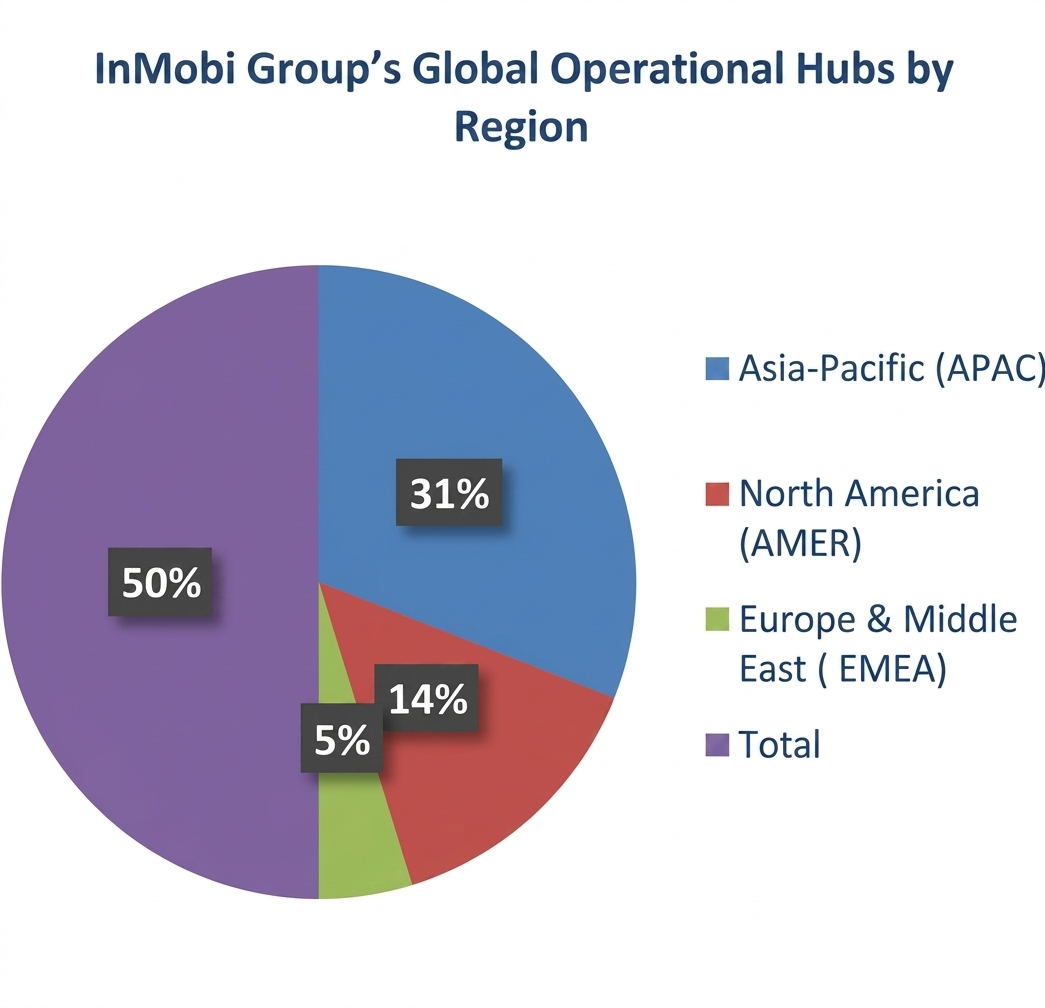 InMobi Group’s Global Operational Hubs by
Region
31%
50%
14%
5%
Asia-Pacific (APAC)
North America
(AMER)
Europe & Middle
East ( EMEA)
Total